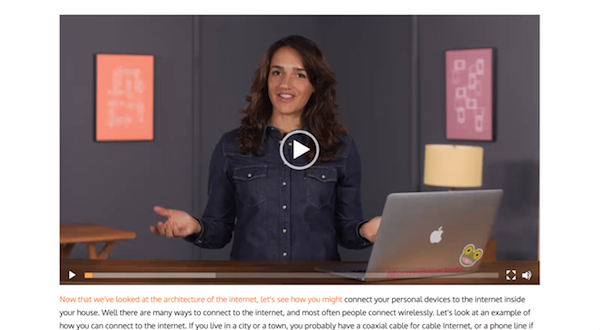 Now that we've looked at the architecture of the internet, let's see how you might connect your personal devices to the internet inside
your house. Well there are many ways to connect to the internet, and most often people connect wirelessly. Let's look at an example of
how you can connect to the internet. If you live in a city or a town, you probably have a coaxial cable for cable Internet, or a phone line if